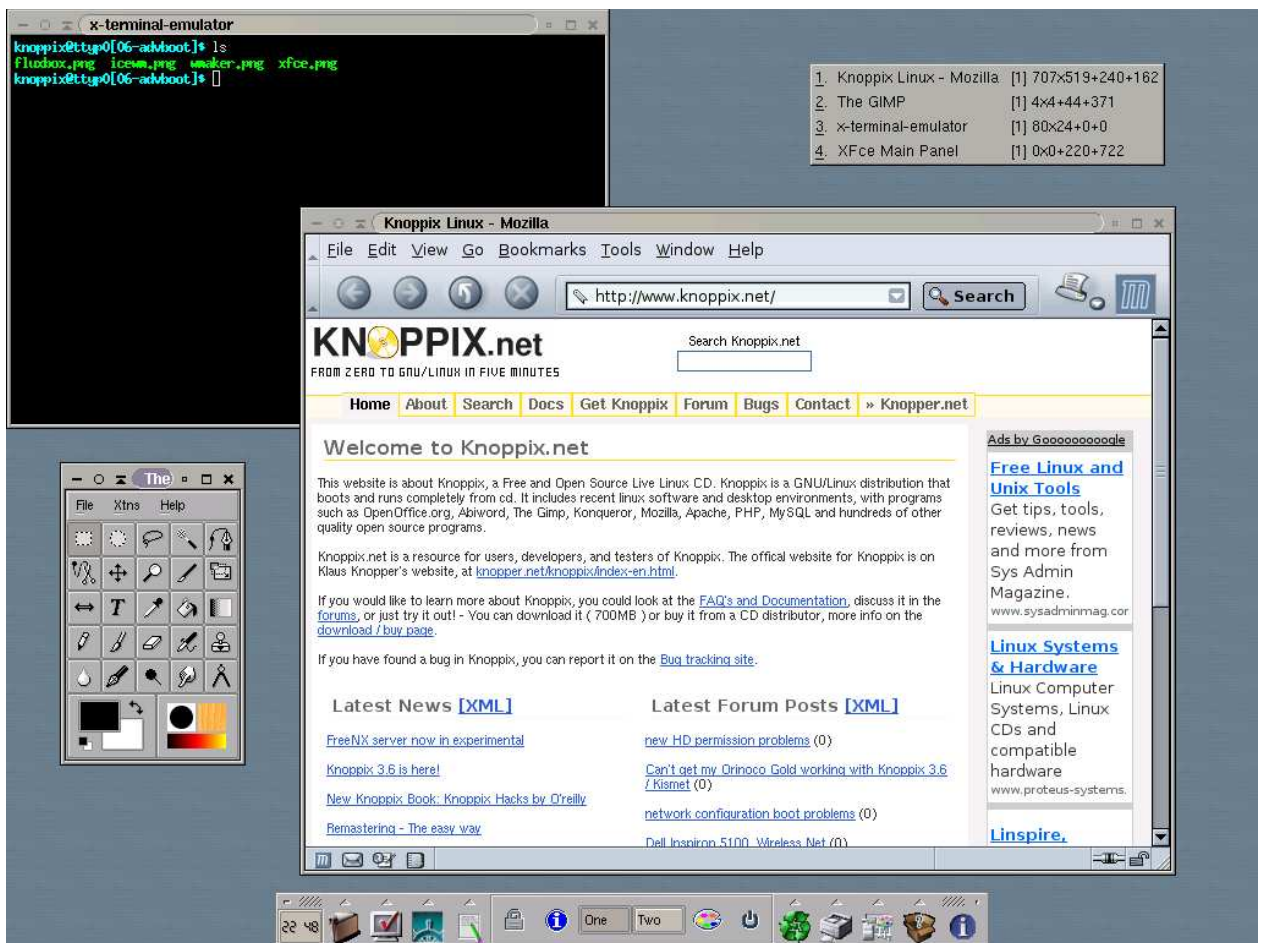 x-terminal-emulator
knoppix@ttyp0[06-advboot]$ ls
fluxbox.png icewm.png wmaker.png xfce.png
knoppix@ttyp0[06-advboot]$
1. Knoppix Linux - Mozilla [1] 707x519+240+162
2. The GIMP [1] 4x4+44+371
3. x-terminal-emulator [1] 80x24+0+0
4. XFce Main Panel [1] 0x0+220+722
Knoppix Linux - Mozilla
File Edit View Go Bookmarks Tools Window Help
http://www.knoppix.net/ Search
KNOPPIX.net
FROM ZERO TO GNU/LINUX IN FIVE MINUTES
Search Knoppix.net
Home About Search Docs Get Knoppix Forum Bugs Contact » Knopper.net
Welcome to Knoppix.net
This website is about Knoppix, a Free and Open Source Live Linux CD. Knoppix is a GNU/Linux distribution that
boots and runs completely from cd. It includes recent linux software and desktop environments, with programs
such as OpenOffice.org, Abiword, The Gimp, Konqueror, Mozilla, Apache, PHP, MySQL and hundreds of other
quality open source programs.
Knoppix.net is a resource for users, developers, and testers of Knoppix. The offical website for Knoppix is on
Klaus Knopper's website, at knopper.net/knoppix/index-en.html.
If you would like to learn more about Knoppix, you could look at the FAQ's and Documentation, discuss it in the
forums, or just try it out! - You can download it ( 700MB ) or buy it from a CD distributor, more info on the
download / buy page.
If you have found a bug in Knoppix, you can report it on the Bug tracking site.
Latest News [XML]
FreeNX server now in experimental
Knoppix 3.6 is here!
New Knoppix Book: Knoppix Hacks by O'reilly
Remastering - The easy way
Latest Forum Posts [XML]
new HD permission problems (0)
Can't get my Orinoco Gold working with Knoppix 3.6
/ Kismet (0)
network configuration boot problems (0)
Dell Inspiron 5100, Wireless Net (0)
Ads by Goooooooooogle
Free Linux and
Unix Tools
Get tips, tools,
reviews, news
and more from
Sys Admin
Magazine.
www.sysadminmag.cor
Linux Systems
& Hardware
Linux Computer
Systems, Linux
CDs and
compatible
hardware
www.proteus-systems.
Linspire,
The
File Xtns Help
22 48
One Two